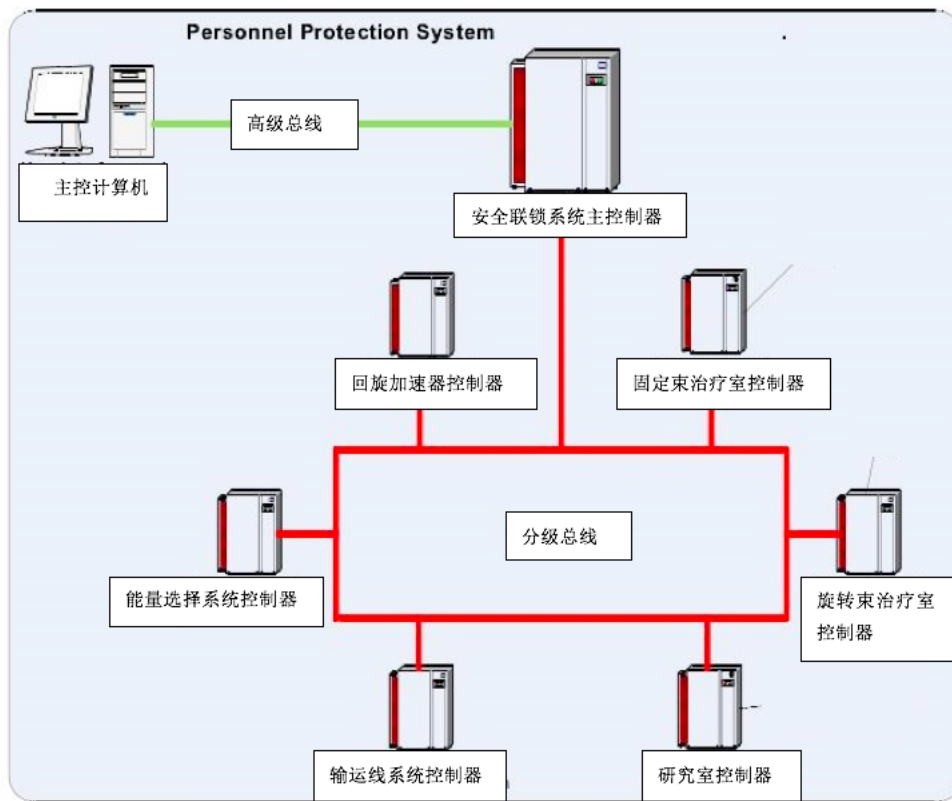 Personnel Protection System
高级总线
主控计算机
安全联锁系统主控制器
回旋加速器控制器
固定束治疗室控制器
分级总线
能量选择系统控制器
旋转束治疗室
控制器
输运线系统控制器
研究室控制器